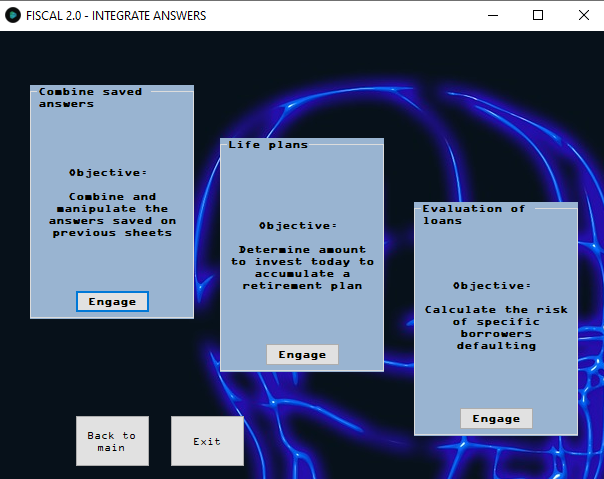 FISCAL 2.0 - INTEGRATE ANSWERS
Combine saved
answers
Objective:
Combine and
manipulate the
answers saved on
previous sheets
Engage
Life plans
Objective:
Determine amount
to invest today to
accumulate a
retirement plan
Engage
Evaluation of
loans
Objective:
Calculate the risk
of specific
borrowers
defaulting
Engage
Back to
main
Exit